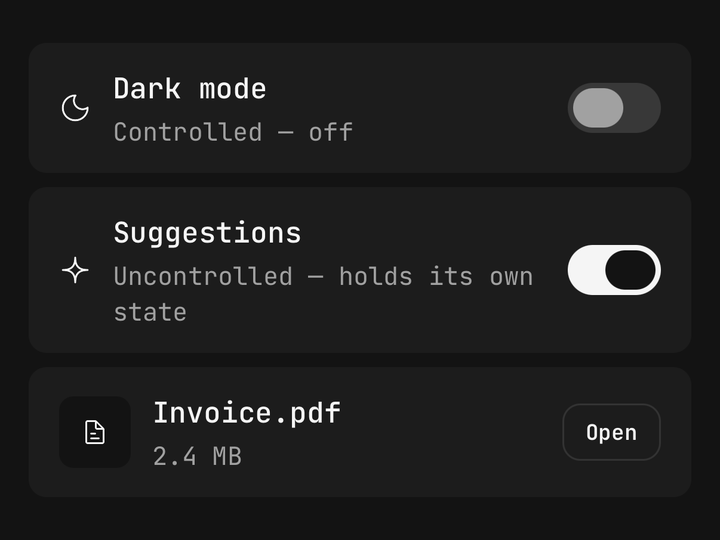 Dark mode
Controlled — off
Suggestions
Uncontrolled — holds its own
state
Invoice.pdf
2.4 MB
Open